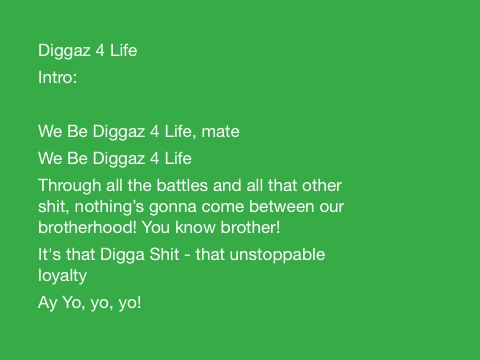 Diggaz 4 Life
Intro:
We Be Diggaz 4 Life, mate
We Be Diggaz 4 Life
Through all the battles and all that other
shit, nothing’s gonna come between our
brotherhood! You know brother!
It's that Digga Shit - that unstoppable
loyalty
Ay Yo, yo, yo!